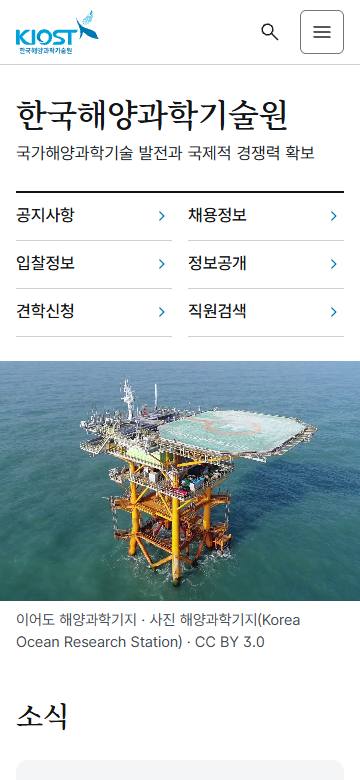 KIOST
한국해양과학기술원
한국해양과학기술원
국가해양과학기술 발전과 국제적 경쟁력 확보
공지사항
채용정보
입찰정보
정보공개
견학신청
직원검색
이어도 해양과학기지 · 사진 해양과학기지(Korea
Ocean Research Station) · CC BY 3.0
소식